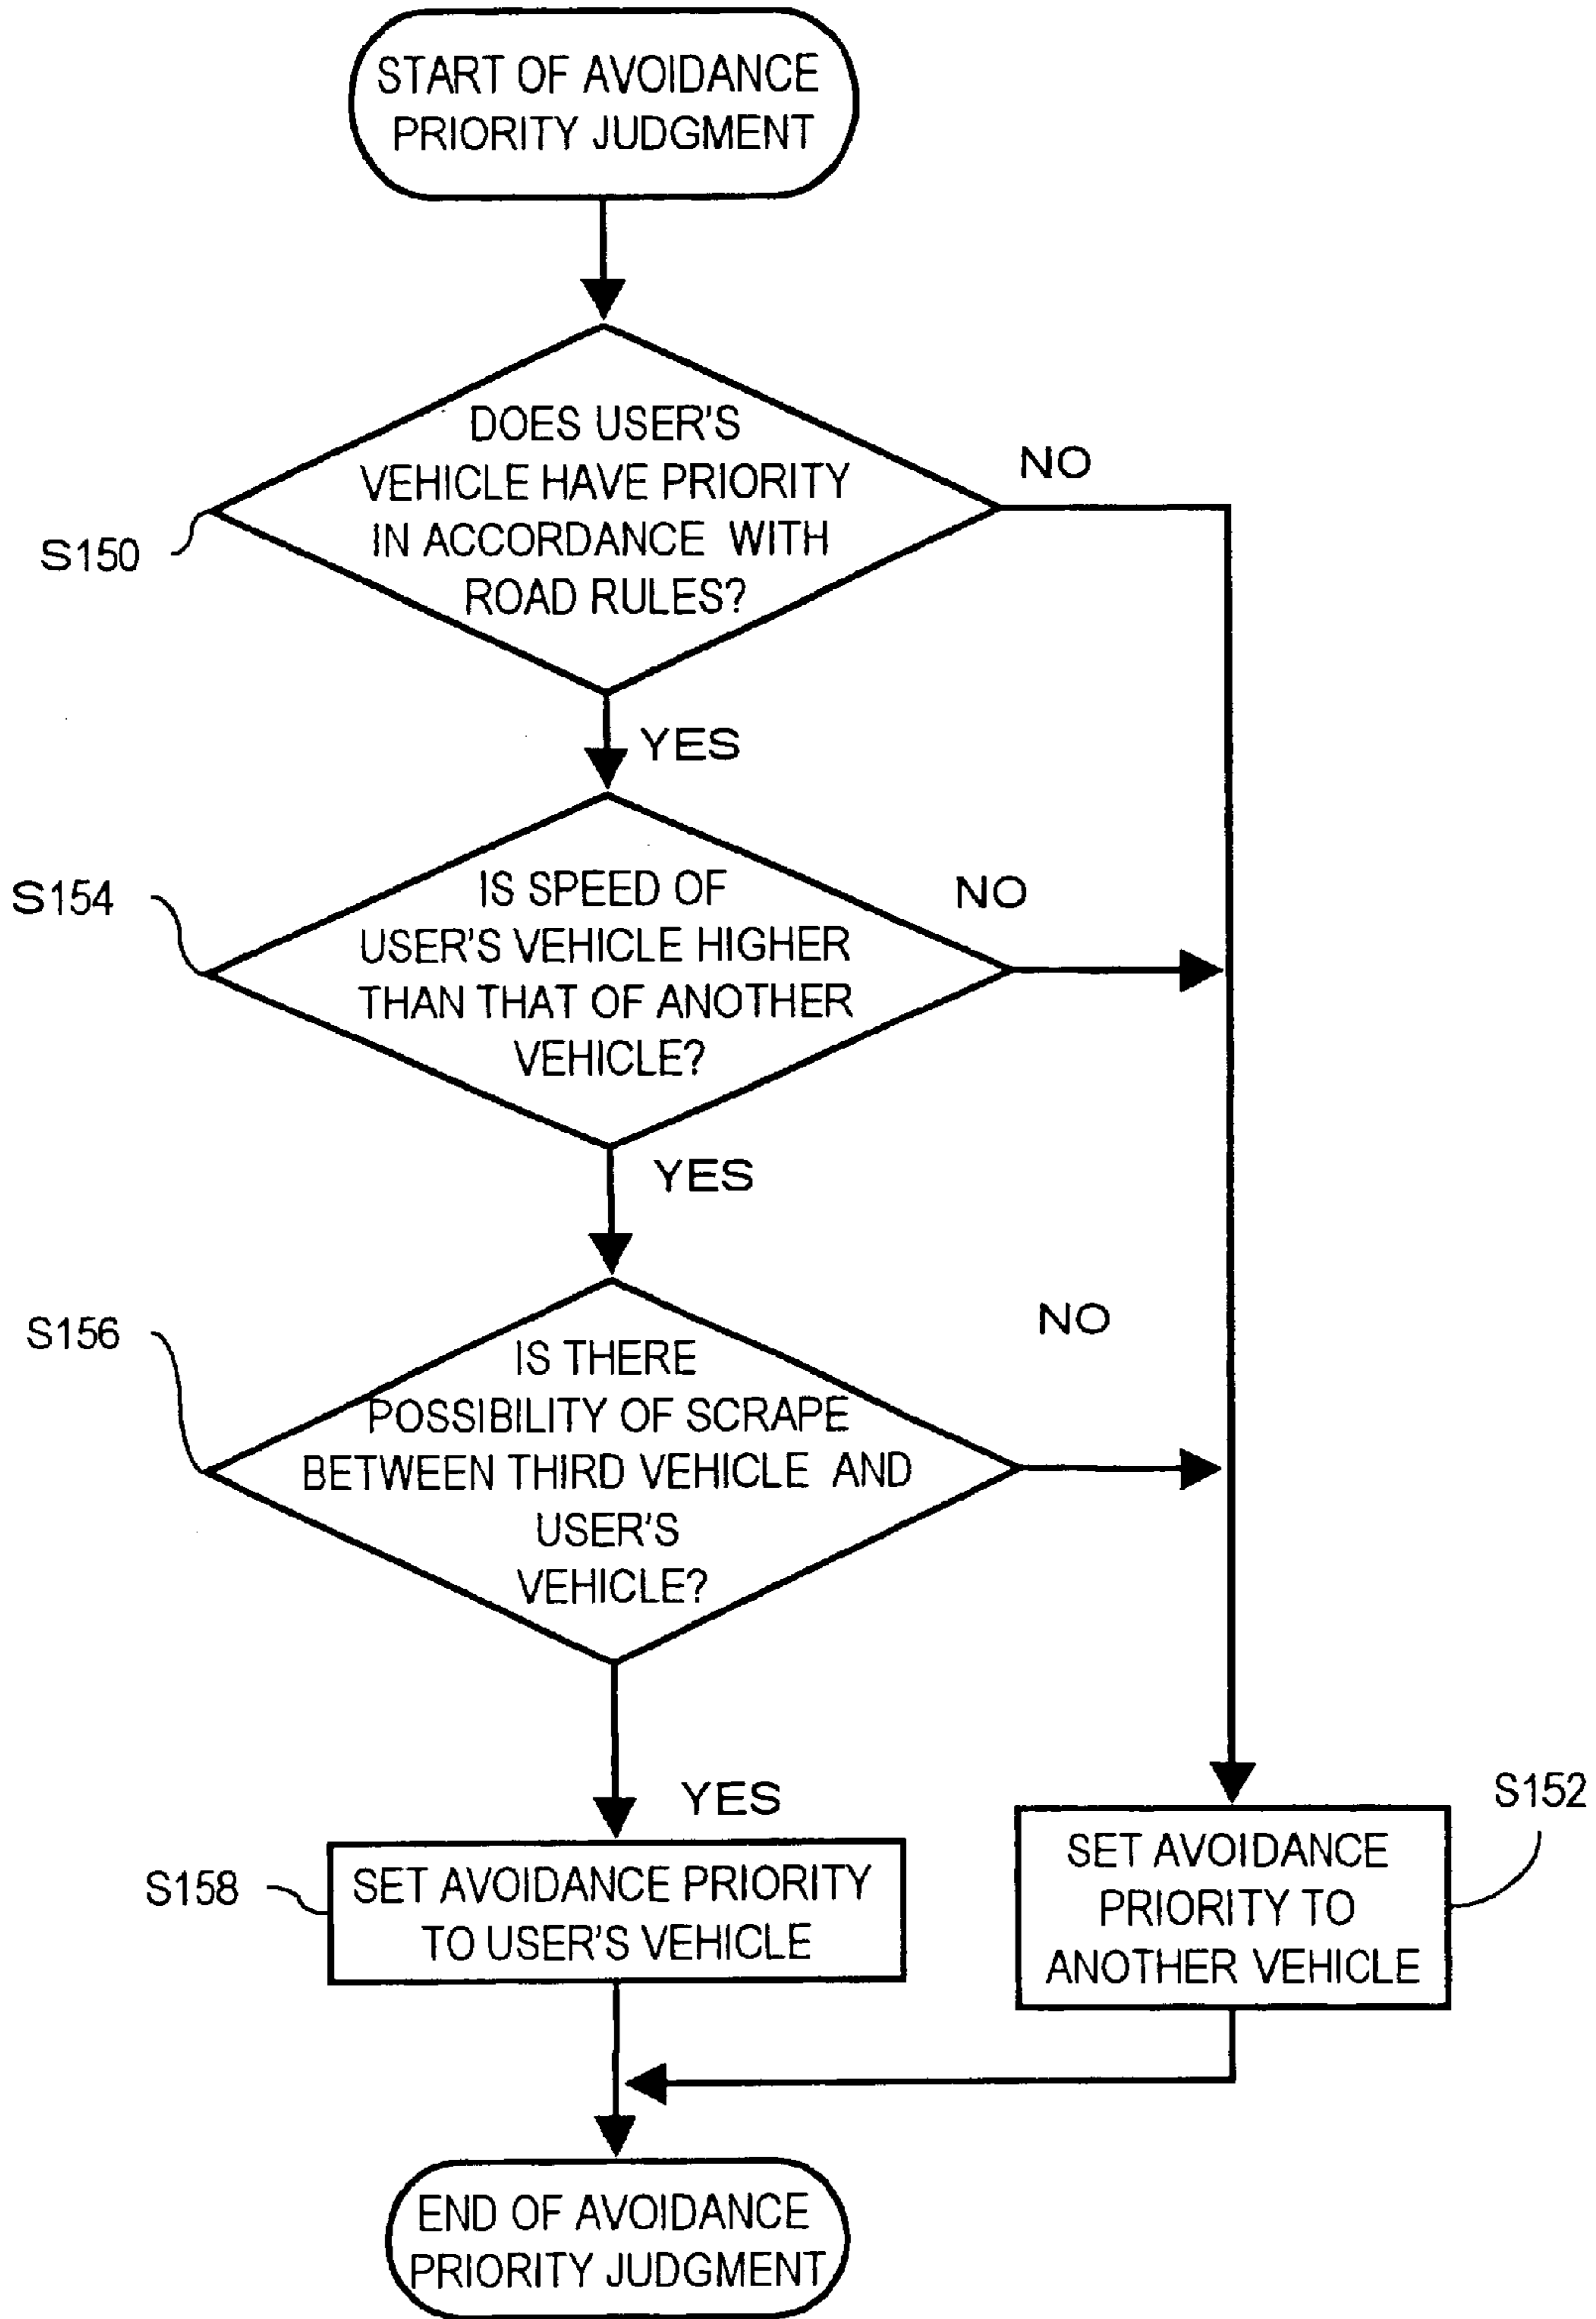 START OF AVOIDANCE
PRIORITY JUDGMENT
DOES USER'S
VEHICLE HAVE PRIORITY
IN ACCORDANCE WITH
ROAD RULES?
NO
S150
YES
IS SPEED OF
USER'S VEHICLE HIGHER
THAN THAT OF ANOTHER
VEHICLE?
NO
S154
YES
IS THERE
POSSIBILITY OF SCRAPE
BETWEEN THIRD VEHICLE AND
USER'S
VEHICLE?
NO
S156
YES
S158
SET AVOIDANCE PRIORITY
TO USER'S VEHICLE
S152
SET AVOIDANCE
PRIORITY TO
ANOTHER VEHICLE
END OF AVOIDANCE
PRIORITY JUDGMENT